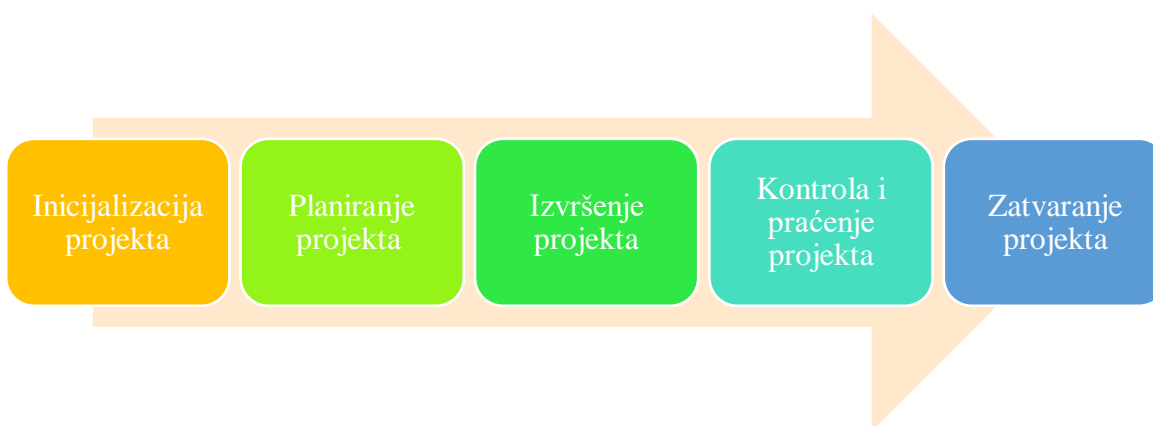 Inicijalizacija
projekta
Planiranje
projekta
Izvršenje
projekta
Kontrola i
praćenje
projekta
Zatvaranje
projekta